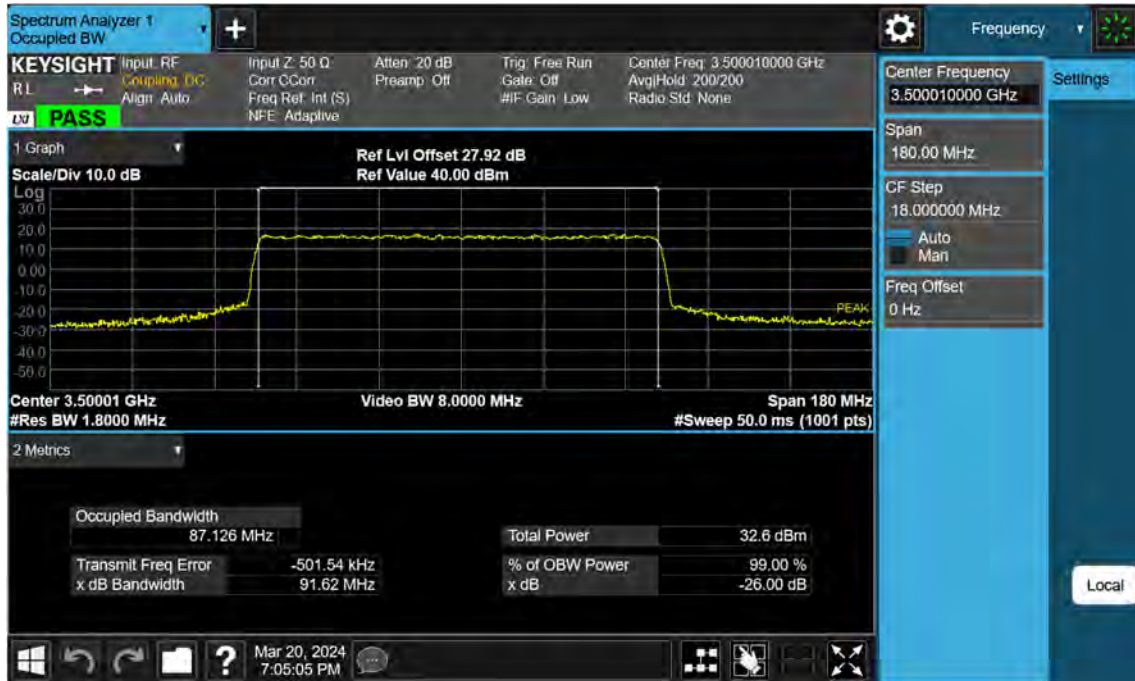 Spectrum Analyzer 1
Occupied BW
+
Frequency
KEYSIGHT
RL
LXI PASS
Input: RF
Coupling: DC
Align: Auto
Input Z: 50 Ω
Corr CCorr
Freq Ref: Int (S)
NFE: Adaptive
Atten: 20 dB
Preamp: Off
Trig: Free Run
Gate: Off
#IF Gain: Low
Center Freq: 3.500010000 GHz
Avg|Hold: 200/200
Radio Std: None
1 Graph
Scale/Div 10.0 dB
Ref Lvl Offset 27.92 dB
Ref Value 40.00 dBm
Log
30.0
20.0
10.0
0.00
-10.0
-20.0
-30.0
-40.0
-50.0
PEAK
Center 3.50001 GHz
#Res BW 1.8000 MHz
Video BW 8.0000 MHz
Span 180 MHz
#Sweep 50.0 ms (1001 pts)
2 Metrics
Occupied Bandwidth
87.126 MHz
Transmit Freq Error -501.54 kHz
x dB Bandwidth 91.62 MHz
Total Power 32.6 dBm
% of OBW Power 99.00 %
x dB -26.00 dB
Center Frequency
3.500010000 GHz
Settings
Span
180.00 MHz
CF Step
18.000000 MHz
Auto
Man
Freq Offset
0 Hz
Local
?
Mar 20, 2024
7:05:05 PM